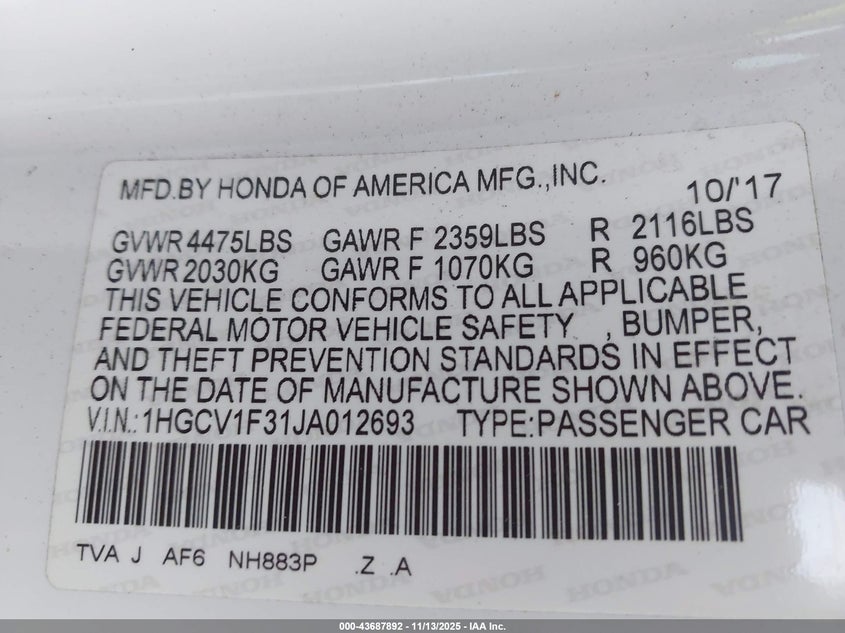 MFD.BY HONDA OF AMERICA MFG.,INC. 10/'17
GVWR 4475LBS GAWR F 2359LBS R 2116LBS
GVWR 2030KG GAWR F 1070KG R 960KG
THIS VEHICLE CONFORMS TO ALL APPLICABLE
FEDERAL MOTOR VEHICLE SAFETY , BUMPER,
AND THEFT PREVENTION STANDARDS IN EFFECT
ON THE DATE OF MANUFACTURE SHOWN ABOVE.
V.I.N.:1HGCV1F31JA012693 TYPE:PASSENGER CAR
TVA J AF6 NH883P .Z .A
000-43687892 - 11/13/2025 - IAA Inc.